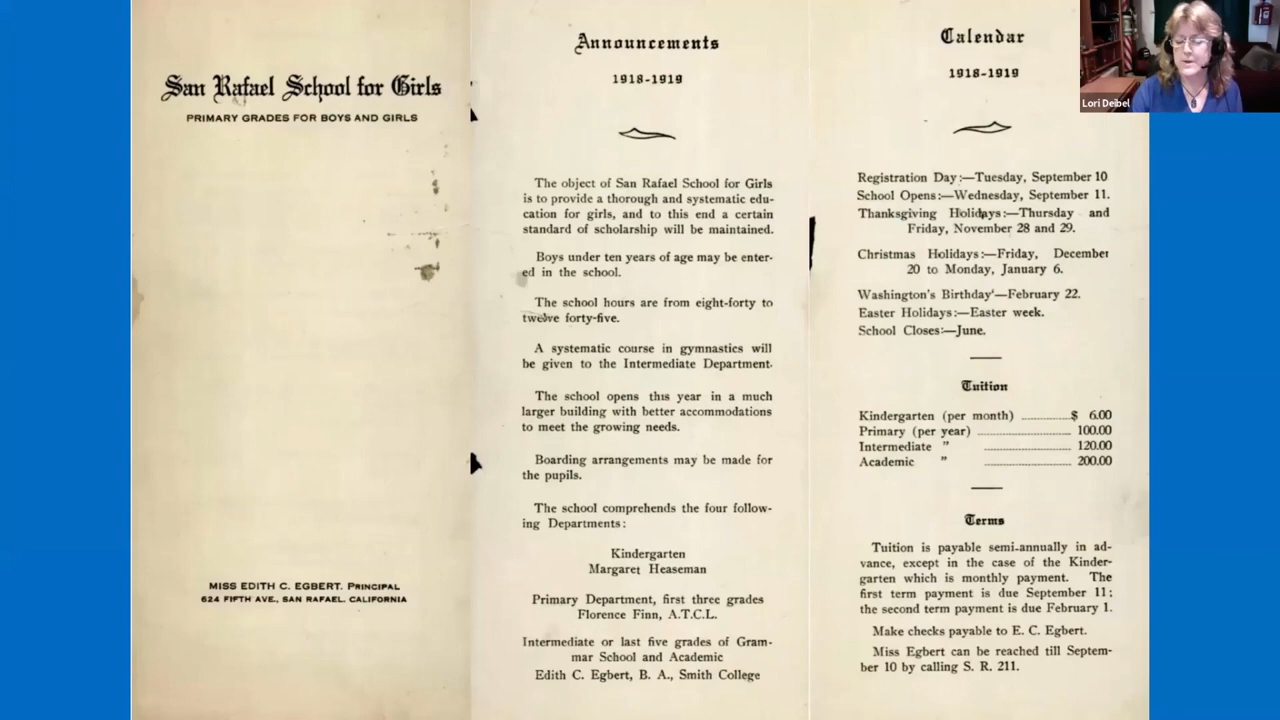 San Rafael School for Girls
PRIMARY GRADES FOR BOYS AND GIRLS
MISS EDITH C. EGBERT, PRINCIPAL
624 FIFTH AVE., SAN RAFAEL, CALIFORNIA
Announcements
1918-1919
The object of San Rafael School for Girls
is to provide a thorough and systematic edu-
cation for girls, and to this end a certain
standard of scholarship will be maintained.
Boys under ten years of age may be enter-
ed in the school.
The school hours are from eight-forty to
twelve forty-five.
A systematic course in gymnastics will
be given to the Intermediate Department.
The school opens this year in a much
larger building with better accommodations
to meet the growing needs.
Boarding arrangements may be made for
the pupils.
The school comprehends the four follow-
ing Departments:
Kindergarten
Margaret Heaseman
Primary Department, first three grades
Florence Finn, A.T.C.L.
Intermediate or last five grades of Gram-
mar School and Academic
Edith C. Egbert, B. A., Smith College
Calendar
1918-1919
Registration Day:—Tuesday, September 10
School Opens:—Wednesday, September 11.
Thanksgiving Holidays:—Thursday and
Friday, November 28 and 29.
Christmas Holidays:—Friday, December
20 to Monday, January 6.
Washington's Birthday—February 22.
Easter Holidays:—Easter week.
School Closes:—June.
Tuition
Kindergarten (per month) ............$ 6.00
Primary (per year) ........................ 100.00
Intermediate " ........................ 120.00
Academic " ........................ 200.00
Terms
Tuition is payable semi-annually in ad-
vance, except in the case of the Kinder-
garten which is monthly payment. The
first term payment is due September 11;
the second term payment is due February 1.
Make checks payable to E. C. Egbert.
Miss Egbert can be reached till Septem-
ber 10 by calling S. R. 211.
Lori Deibel